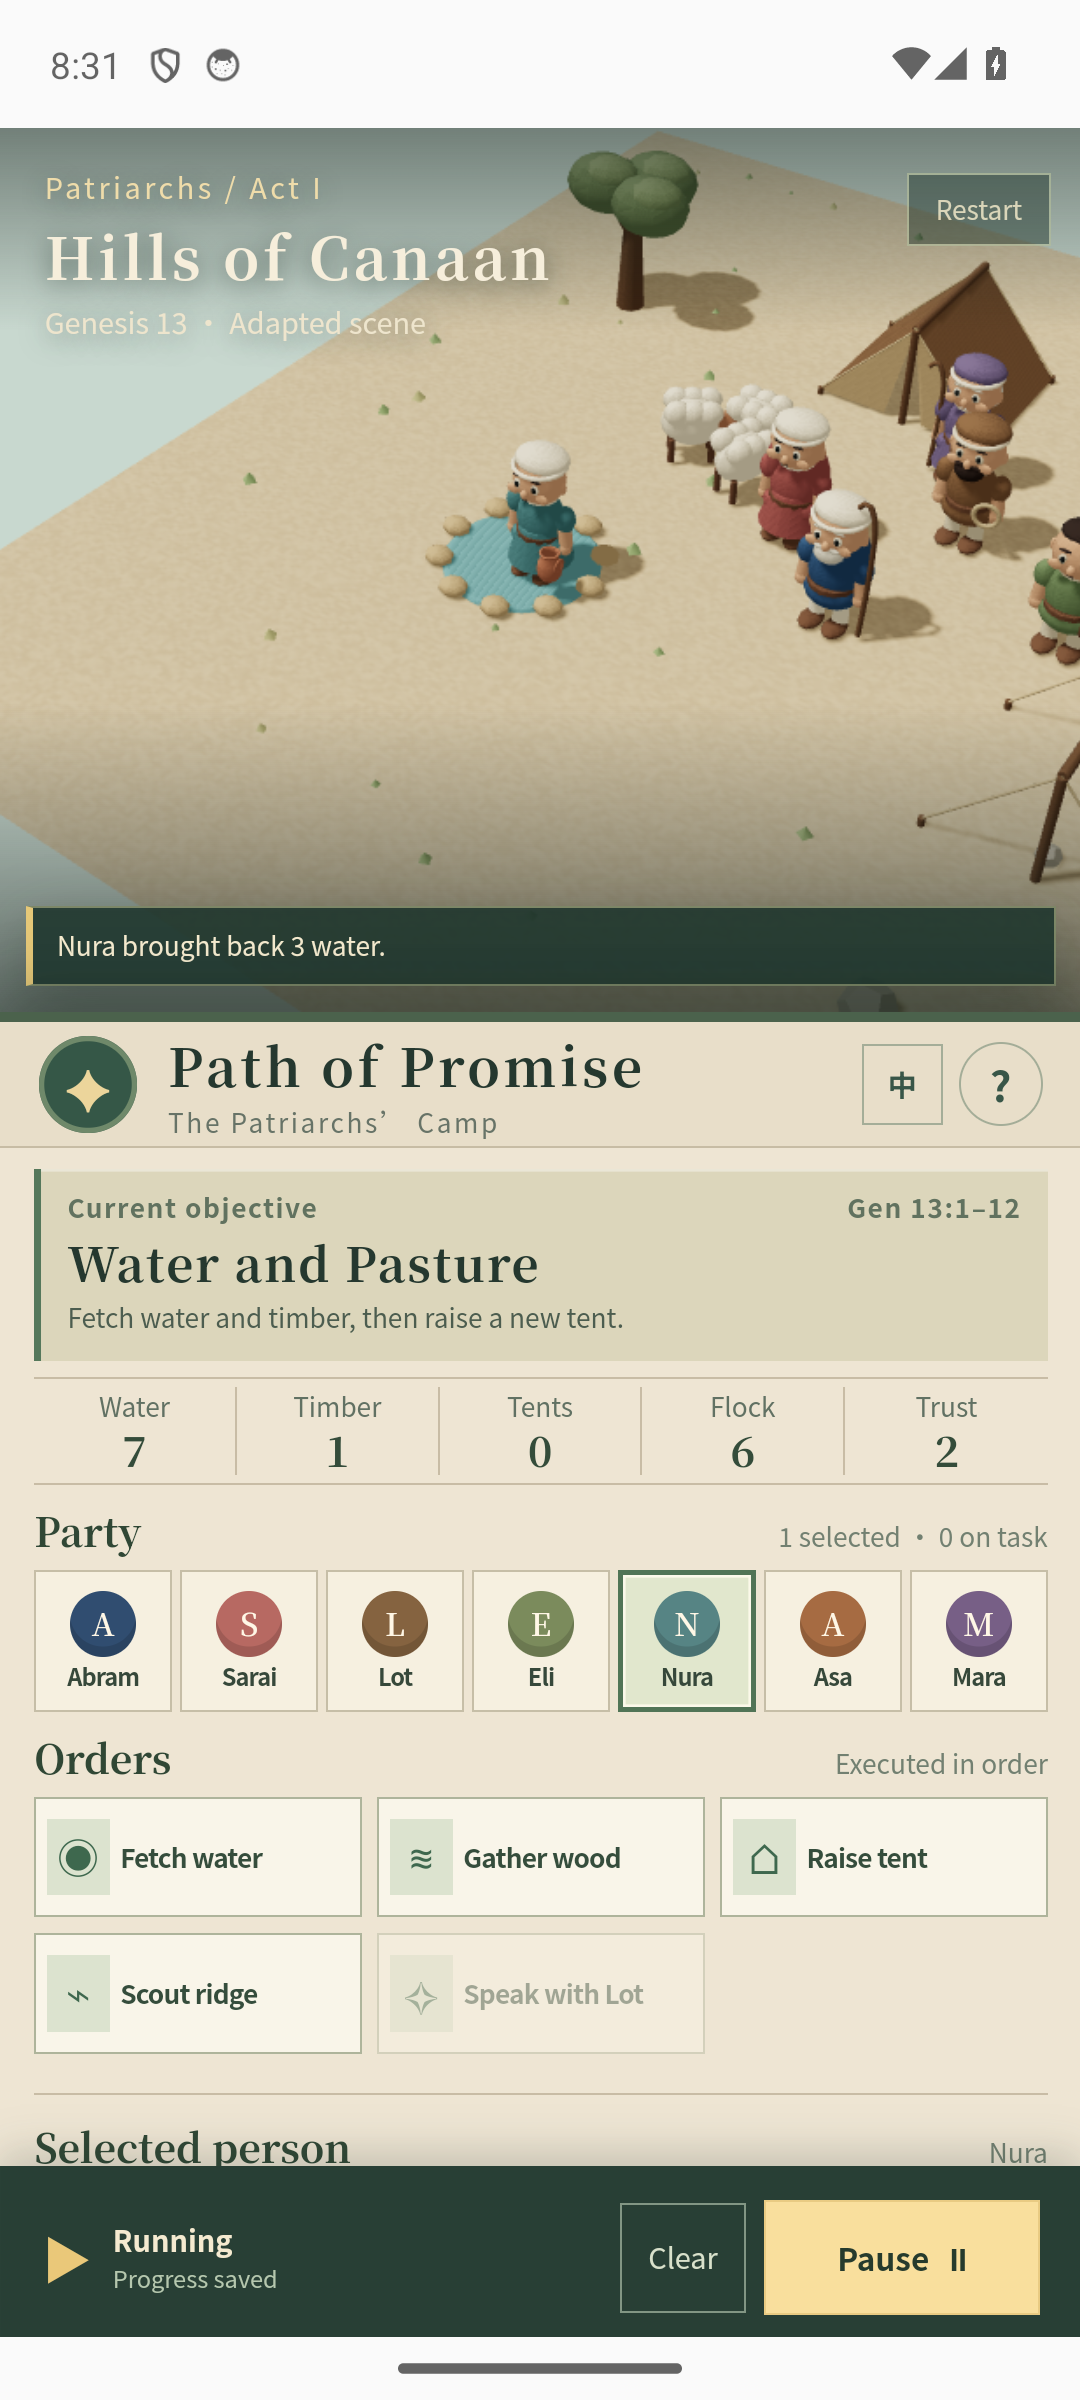 8:31
Patriarchs / Act I
Hills of Canaan
Genesis 13 • Adapted scene
Restart
Nura brought back 3 water.
Path of Promise
The Patriarchs’ Camp
中
?
Current objective
Gen 13:1–12
Water and Pasture
Fetch water and timber, then raise a new tent.
Water
Timber
Tents
Flock
Trust
7
1
0
6
2
Party
1 selected • 0 on task
A
S
L
E
N
A
M
Abram
Sarai
Lot
Eli
Nura
Asa
Mara
Orders
Executed in order
Fetch water
Gather wood
Raise tent
Scout ridge
Speak with Lot
Selected person
Nura
Running
Progress saved
Clear
Pause